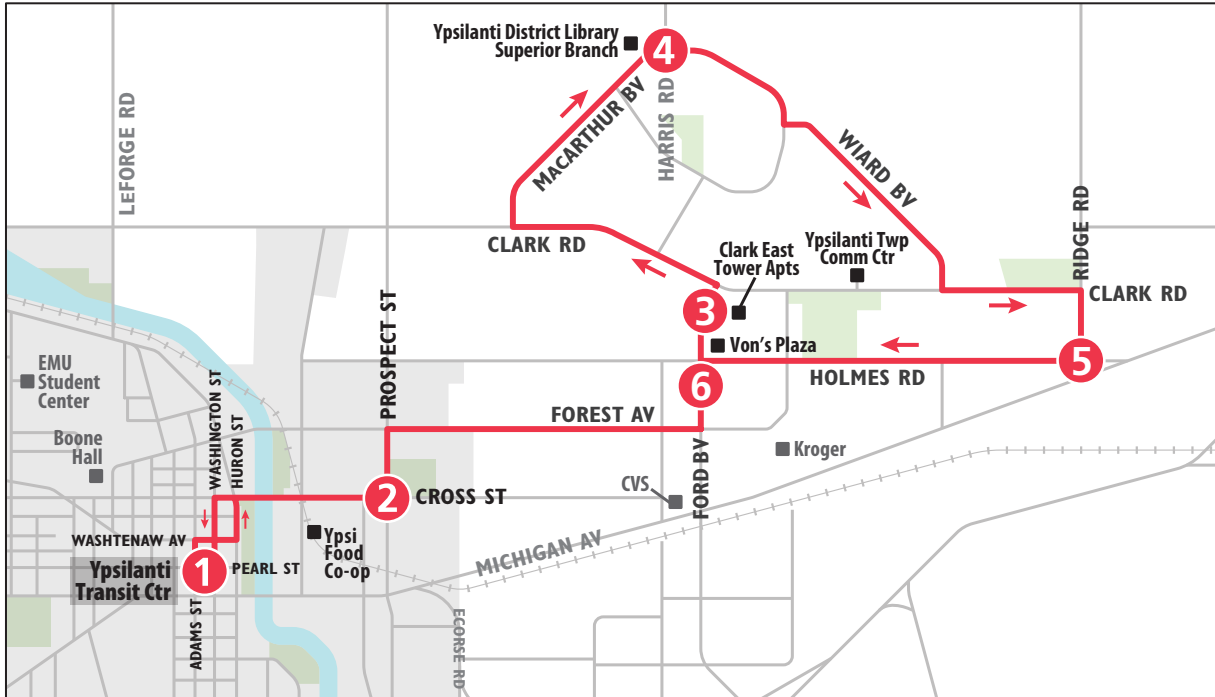 Ypsilanti District Library
Superior Branch
4
LEFORGE RD
MACARTHUR BV
HARRIS RD
WIARD BV
RIDGE RD
CLARK RD
Clark East
Tower Apts
Ypsilanti Twp
Comm Ctr
CLARK RD
3
Von's Plaza
5
HOLMES RD
6
EMU
Student
Center
WASHINGTON ST
HURON ST
PROSPECT ST
FOREST AV
Boone
Hall
Kroger
CVS
FORD BV
2
CROSS ST
WASHTENAW AV
Ypsi
Food
Co-op
MICHIGAN AV
Ypsilanti
Transit Ctr
1
PEARL ST
ADAMS ST
ECORSE RD